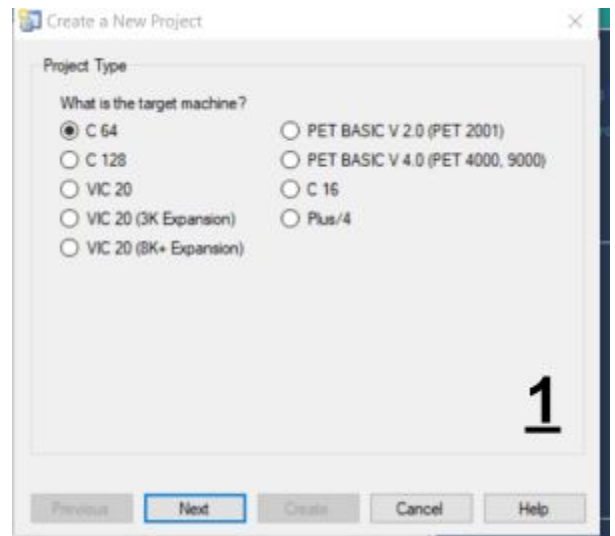 Create a New Project
Project Type
What is the target machine?
C 64
C 128
VIC 20
VIC 20 (3K Expansion)
VIC 20 (8K+ Expansion)
PET BASIC V 2.0 (PET 2001)
PET BASIC V 4.0 (PET 4000, 9000)
C 16
Plus/4
1
Previous
Next
Create
Cancel
Help